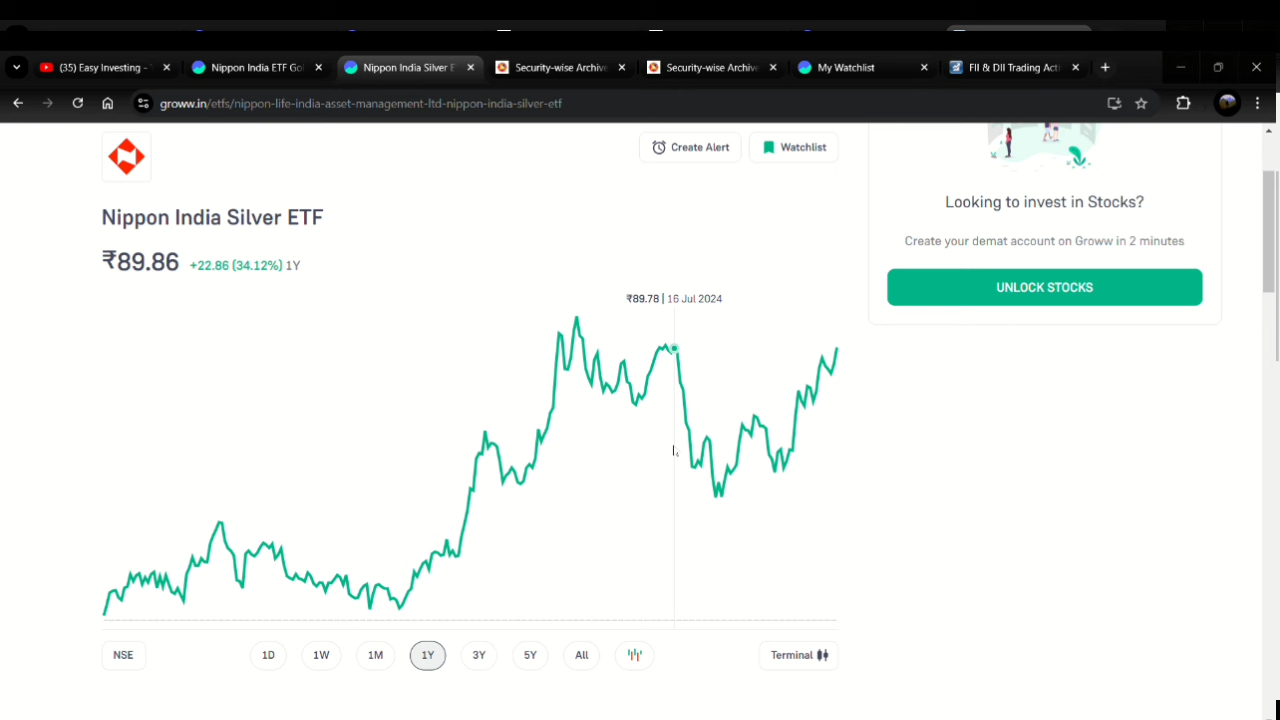 (35) Easy Investing -
Nippon India ETF Gol
Nippon India Silver E
Security-wise Archive
Security-wise Archive
My Watchlist
FII & DII Trading Acti
groww.in/etfs/nippon-life-india-asset-management-ltd-nippon-india-silver-etf
Create Alert
Watchlist
Nippon India Silver ETF
₹89.86 +22.86 (34.12%) 1Y
₹89.78 | 16 Jul 2024
NSE
1D
1W
1M
1Y
3Y
5Y
All
Terminal
Looking to invest in Stocks?
Create your demat account on Groww in 2 minutes
UNLOCK STOCKS